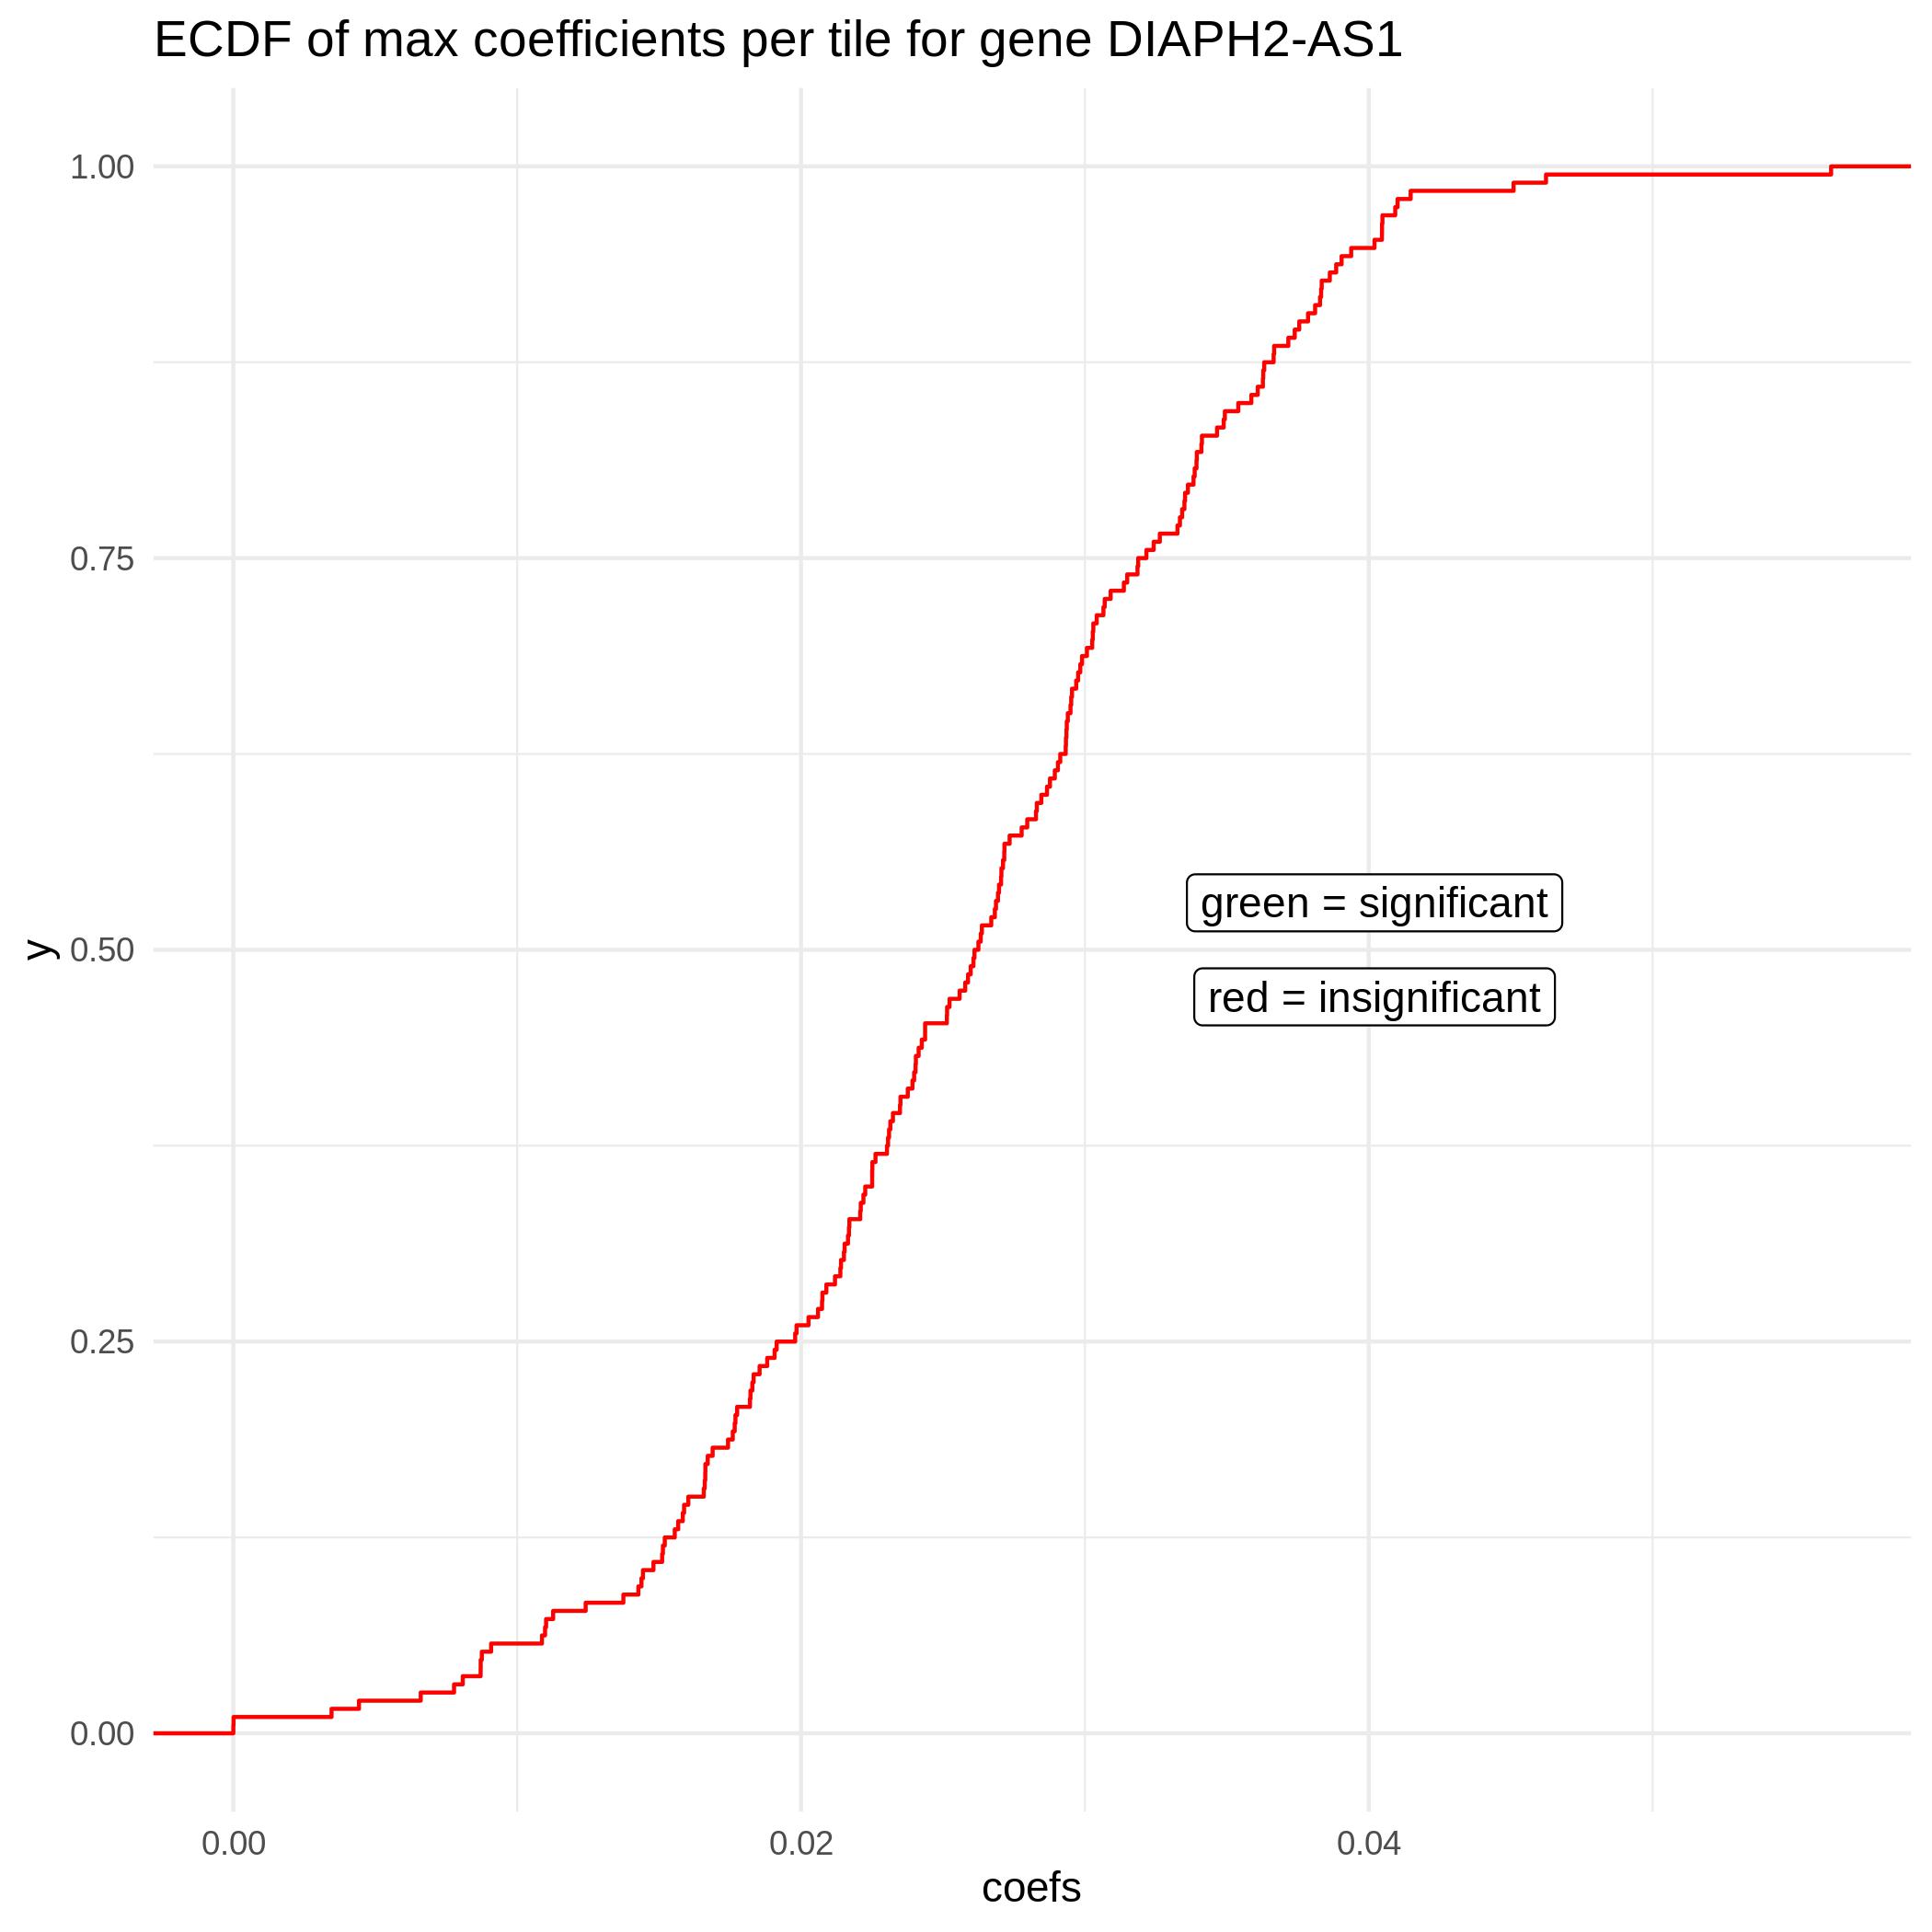 ECDF of max coefficients per tile for gene DIAPH2-AS1
1.00
0.75
0.50
0.25
0.00
y
green = significant
red = insignificant
0.00 0.02 0.04
coefs